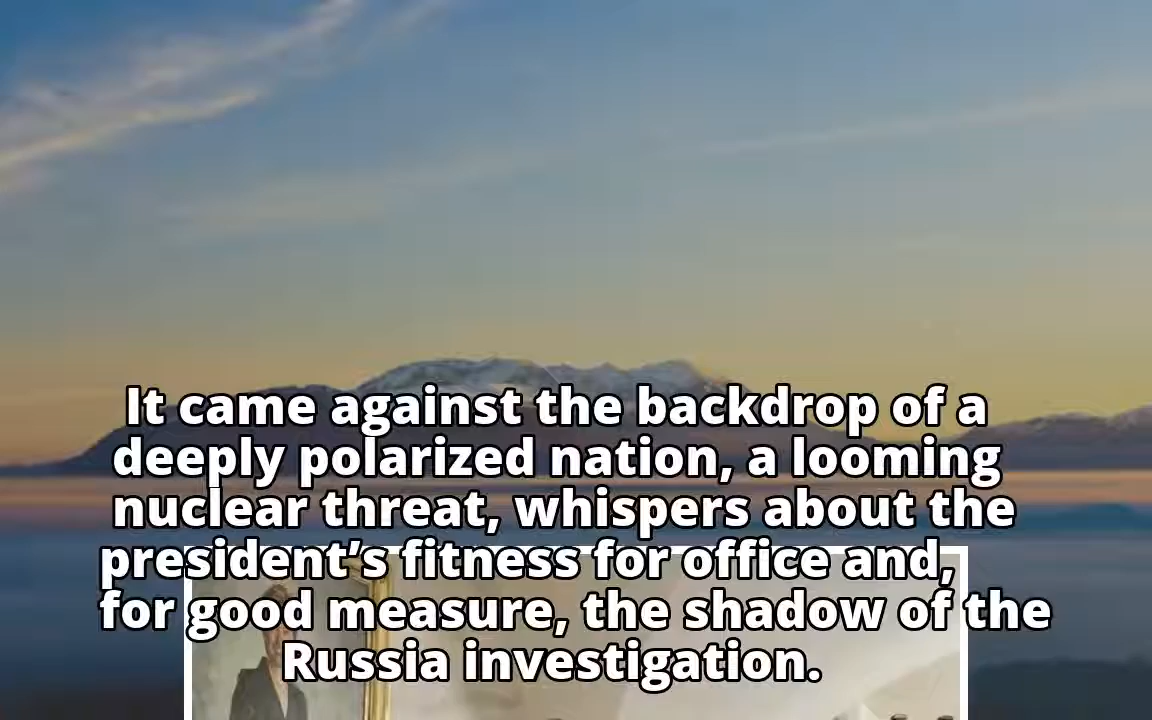 It came against the backdrop of a
deeply polarized nation, a looming
nuclear threat, whispers about the
president’s fitness for office and,
for good measure, the shadow of the
Russia investigation.